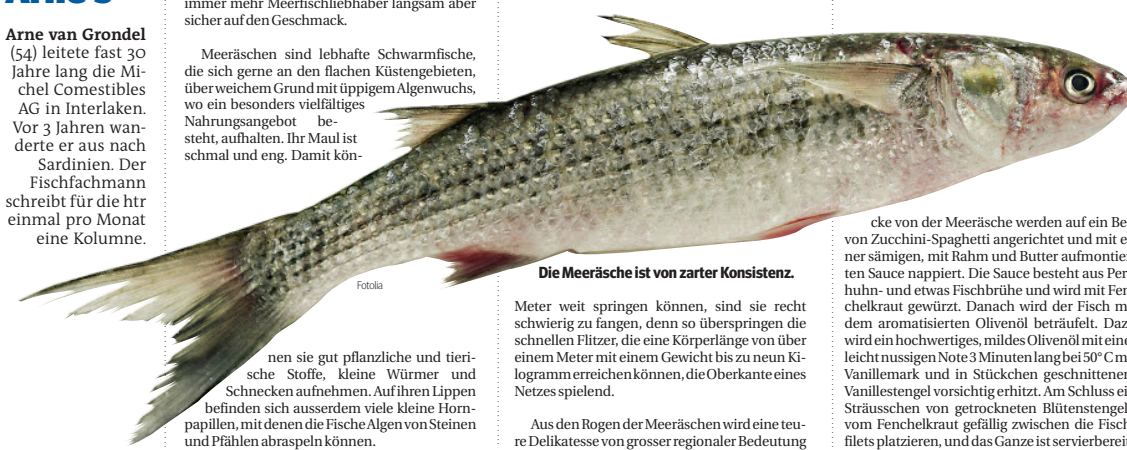 Arne van Grondel
(54) leitete fast 30
Jahre lang die Mi-
chel Comestibles
AG in Interlaken.
Vor 3 Jahren wan-
derte er aus nach
Sardinien. Der
Fischfachmann
schreibt für die htr
einmal pro Monat
eine Kolumne.
immer mehr Meerfischliebhaber langsam aber
sicher auf den Geschmack.
Meeräschen sind lebhafte Schwarmfische,
die sich gerne an den flachen Küstengebieten,
über weichem Grund mit üppigem Algenwuchs,
wo ein besonders vielfältiges
Nahrungsangebot be-
steht, aufhalten. Ihr Maul ist
schmal und eng. Damit kön-
nen sie gut pflanzliche und tieri-
sche Stoffe, kleine Würmer und
Schnecken aufnehmen. Auf ihren Lippen
befinden sich ausserdem viele kleine Horn-
papillen, mit denen die Fische Algen von Steinen
und Pfählen abraspeln können.
Fotolia
Die Meeräsche ist von zarter Konsistenz.
Meter weit springen können, sind sie recht
schwierig zu fangen, denn so überspringen die
schnellen Flitzer, die eine Körperlänge von über
einem Meter mit einem Gewicht bis zu neun Ki-
logramm erreichen können, die Oberkante eines
Netzes spielend.
Aus den Rogen der Meeräschen wird eine teu-
re Delikatesse von grosser regionaler Bedeutung
cke von der Meeräsche werden auf ein Be
von Zucchini-Spaghetti angerichtet und mit e
ner sämigen, mit Rahm und Butter aufmontier
ten Sauce nappiert. Die Sauce besteht aus Per
huhn- und etwas Fischbrühe und wird mit Fen
chelkraut gewürzt. Danach wird der Fisch m
dem aromatisierten Olivenöl beträufelt. Daz
wird ein hochwertiges, mildes Olivenöl mit eine
leicht nussigen Note 3 Minuten lang bei 50° C m
Vanillemark und in Stückchen geschnittenen
Vanillestengel vorsichtig erhitzt. Am Schluss ei
Sträusschen von getrockneten Blütenstengel
vom Fenchelkraut gefällig zwischen die Fisch
filets platzieren, und das Ganze ist servierbereit